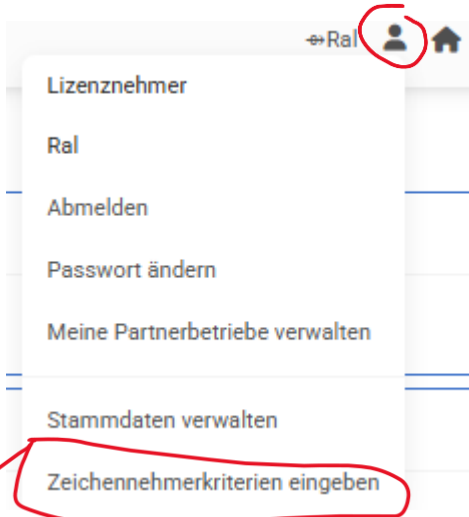 Ral
Lizenznehmer
Ral
Abmelden
Passwort ändern
Meine Partnerbetriebe verwalten
Stammdaten verwalten
Zeichennehmerkriterien eingeben